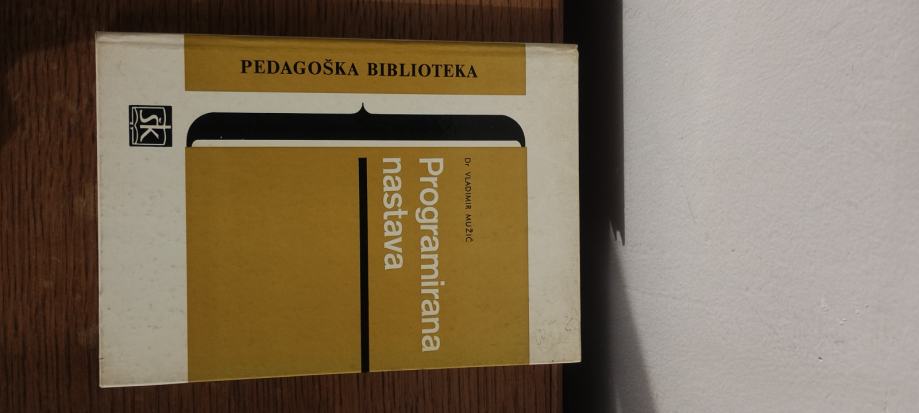 PEDAGOŠKA BIBLIOTEKA
Dr VLADIMIR MUŽIĆ
Programirana
nastava
ŠK